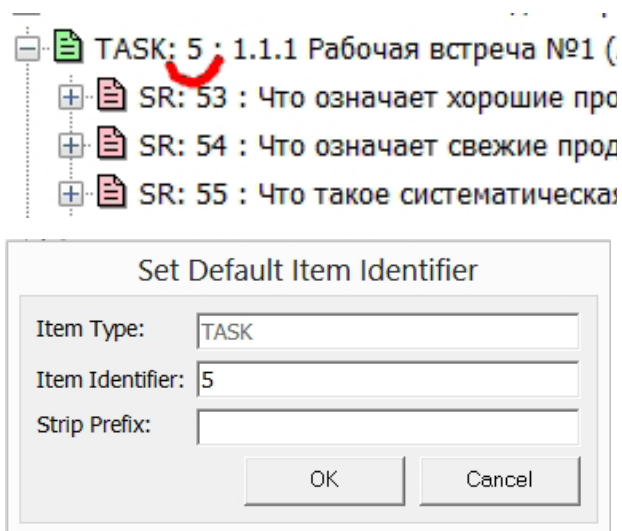 TASK: 5 : 1.1.1 Рабочая встреча №1 (
SR: 53 : Что означает хорошие про
SR: 54 : Что означает свежие прод
SR: 55 : Что такое систематическая
Set Default Item Identifier
Item Type: TASK
Item Identifier: 5
Strip Prefix:
OK Cancel